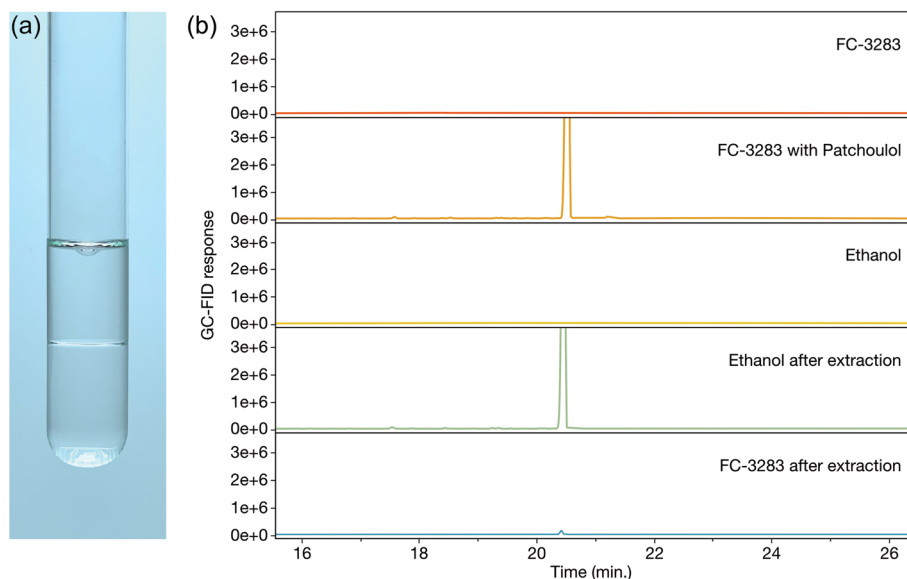 (a)
(b)
GC-FID response
3e+6
2e+6
1e+6
0e+0
FC-3283
3e+6
2e+6
1e+6
0e+0
FC-3283 with Patchoulol
3e+6
2e+6
1e+6
0e+0
Ethanol
3e+6
2e+6
1e+6
0e+0
Ethanol after extraction
3e+6
2e+6
1e+6
0e+0
FC-3283 after extraction
16 18 20 22 24 26
Time (min.)